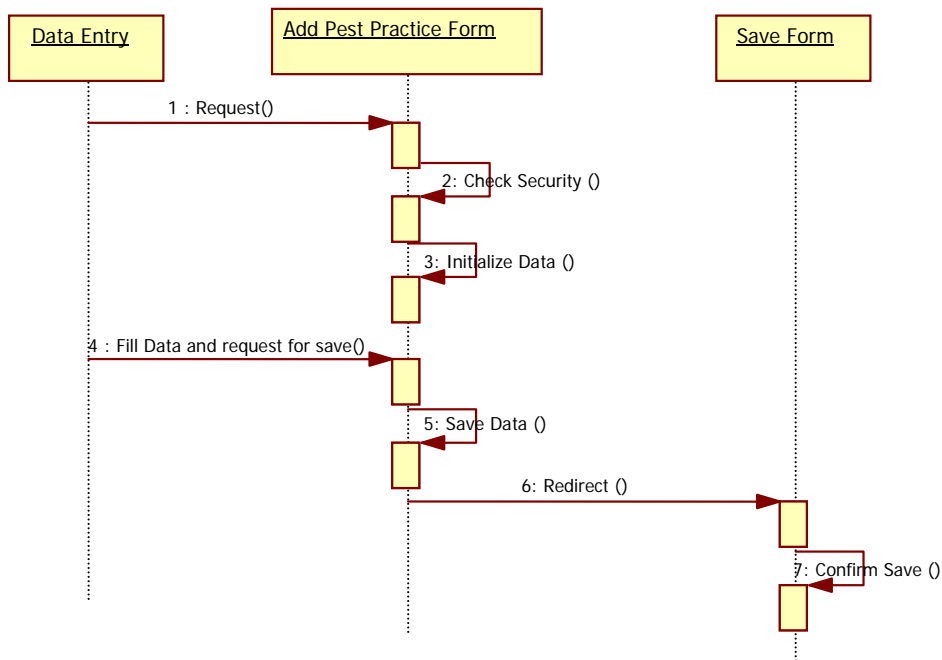 Data Entry
Add Pest Practice Form
Save Form
1 : Request()
2: Check Security ()
3: Initialize Data ()
4 : Fill Data and request for save()
5: Save Data ()
6: Redirect ()
7: Confirm Save ()